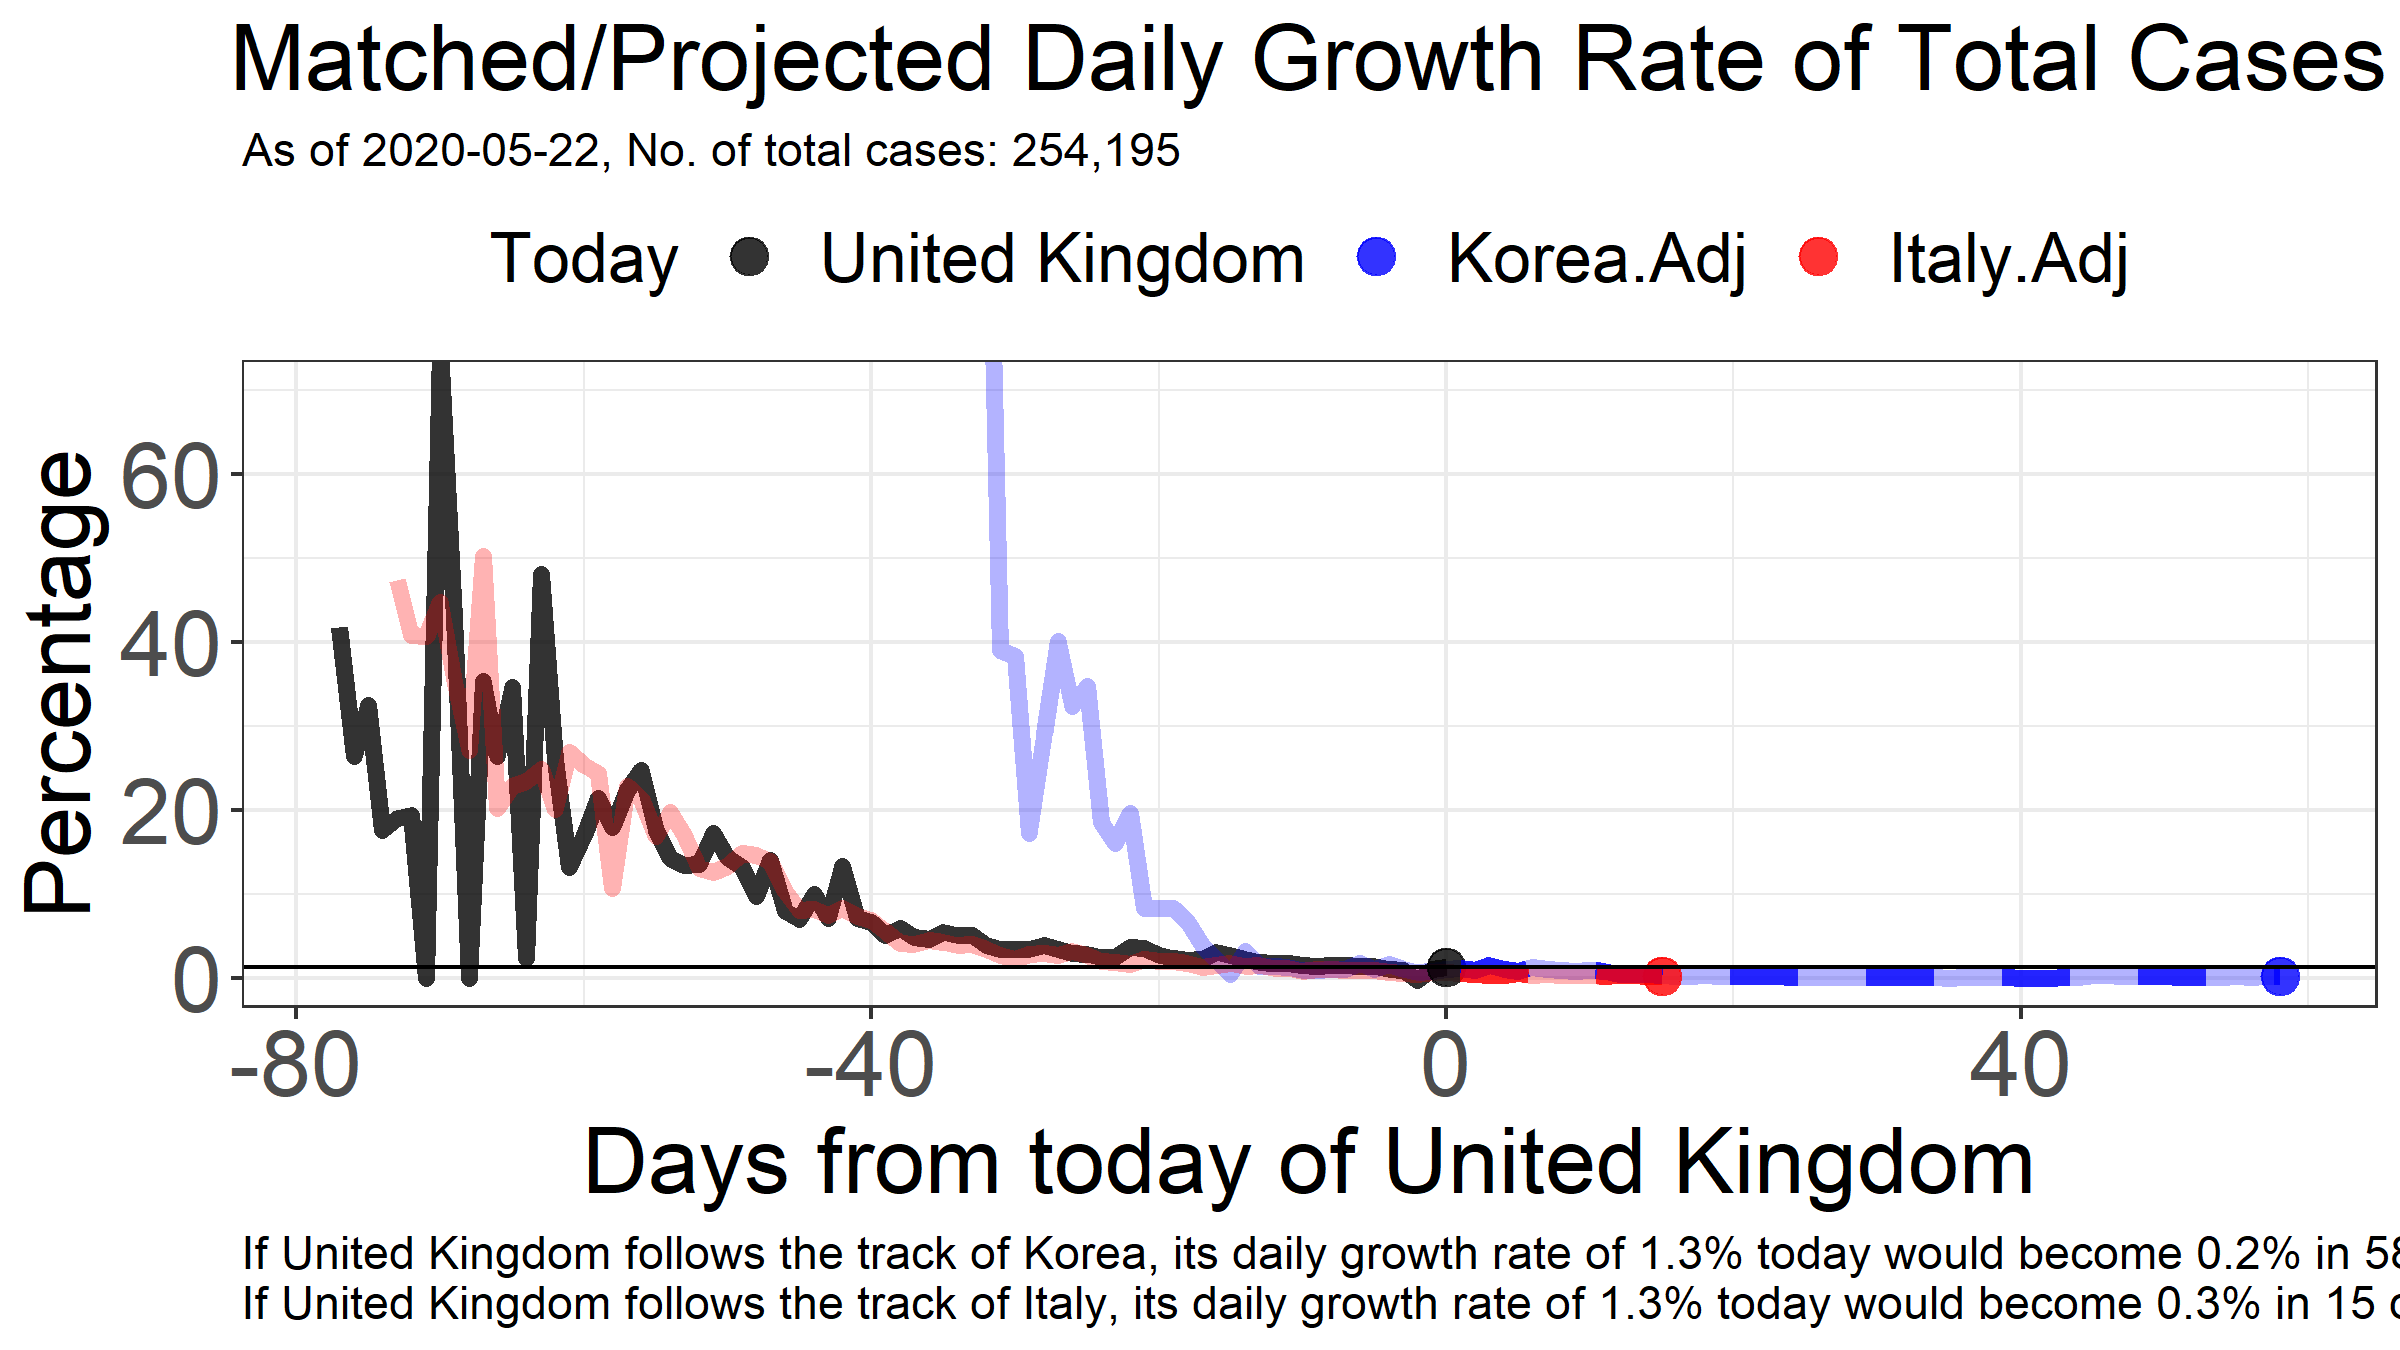 Matched/Projected Daily Growth Rate of Total Cases
As of 2020-05-22, No. of total cases: 254,195
Today United Kingdom Korea.Adj Italy.Adj
Percentage
60
40
20
0
-80 -40 0 40
Days from today of United Kingdom
If United Kingdom follows the track of Korea, its daily growth rate of 1.3% today would become 0.2% in 58
If United Kingdom follows the track of Italy, its daily growth rate of 1.3% today would become 0.3% in 15